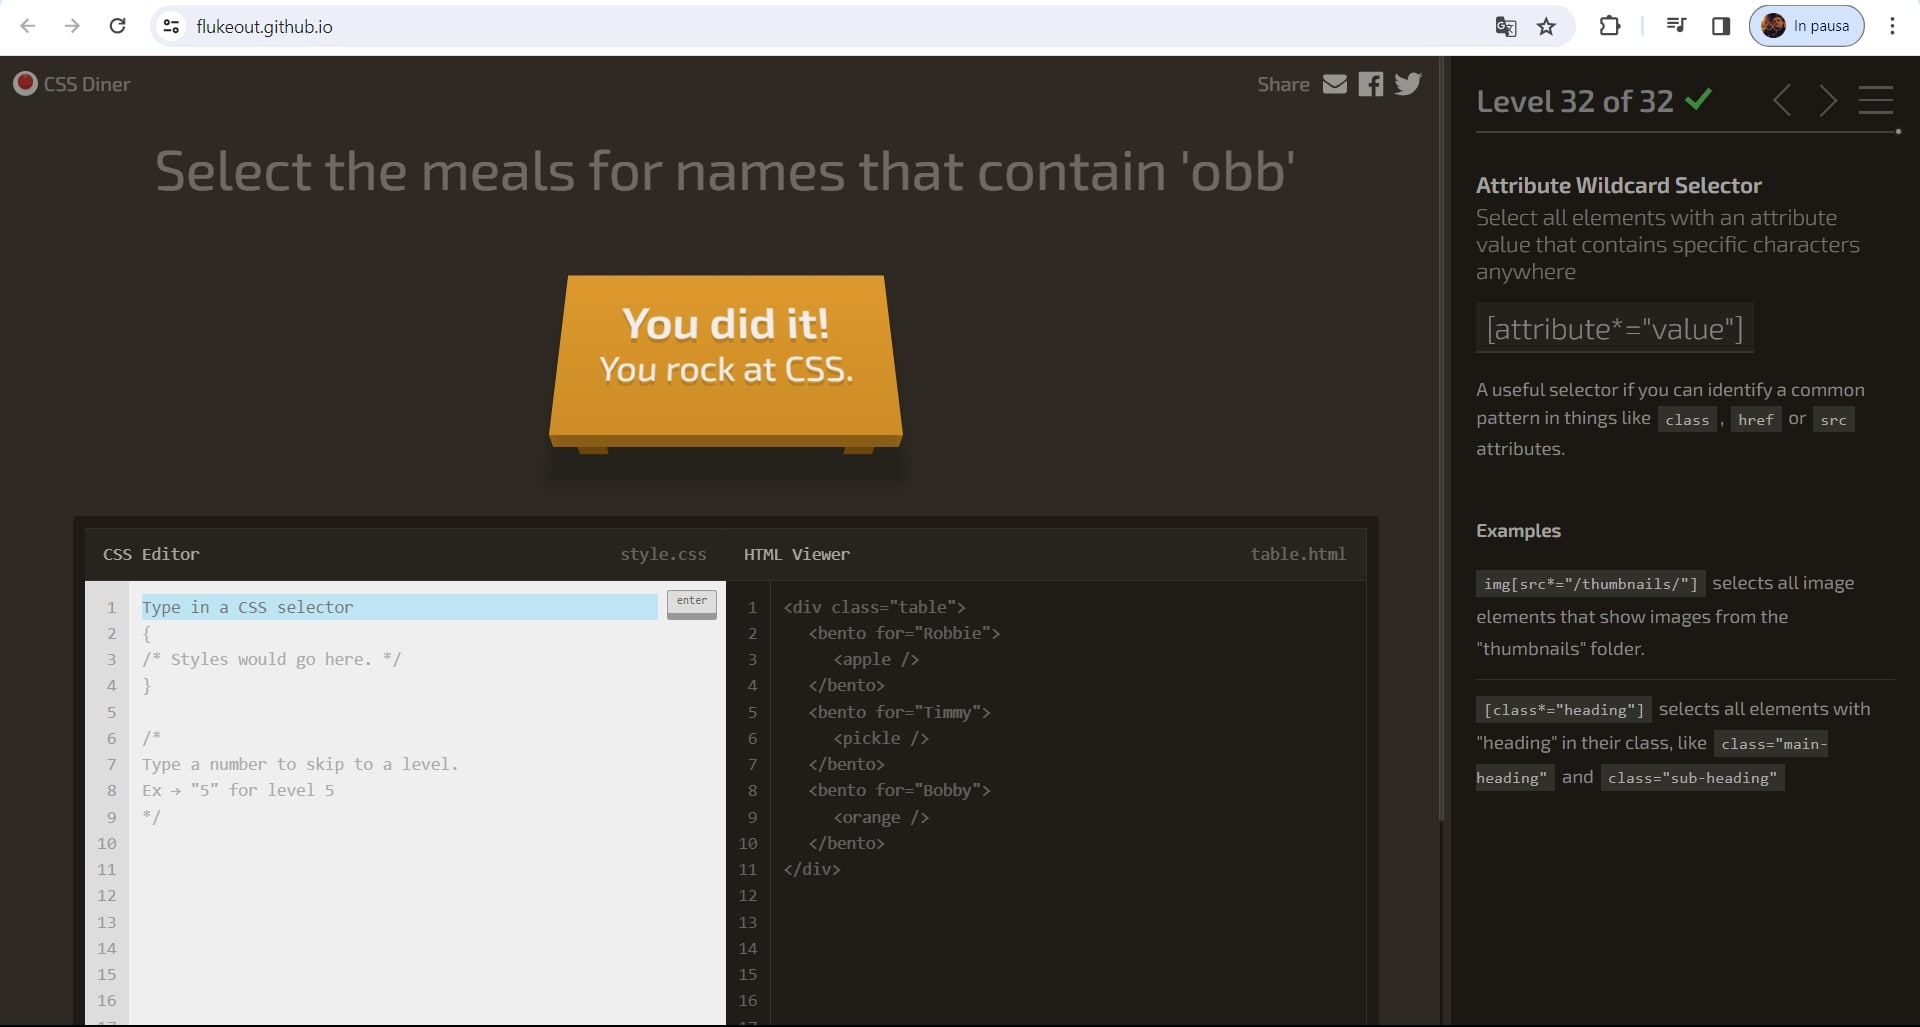 flukeout.github.io
In pausa
CSS Diner
Share
Select the meals for names that contain 'obb'
You did it!
You rock at CSS.
CSS Editor
style.css
HTML Viewer
table.html
1 Type in a CSS selector
enter
2 {
3 /* Styles would go here. */
4 }
5
6 /*
7 Type a number to skip to a level.
8 Ex → "5" for level 5
9 */
10
11
12
13
14
15
16
17
1 <div class="table">
2 <bento for="Robbie">
3 <apple />
4 </bento>
5 <bento for="Timmy">
6 <pickle />
7 </bento>
8 <bento for="Bobby">
9 <orange />
10 </bento>
11 </div>
12
13
14
15
16
17
Level 32 of 32
Attribute Wildcard Selector
Select all elements with an attribute
value that contains specific characters
anywhere
[attribute*="value"]
A useful selector if you can identify a common
pattern in things like class , href or src
attributes.
Examples
img[src*="/thumbnails/"] selects all image
elements that show images from the
"thumbnails" folder.
[class*="heading"] selects all elements with
"heading" in their class, like class="main-
heading" and class="sub-heading"